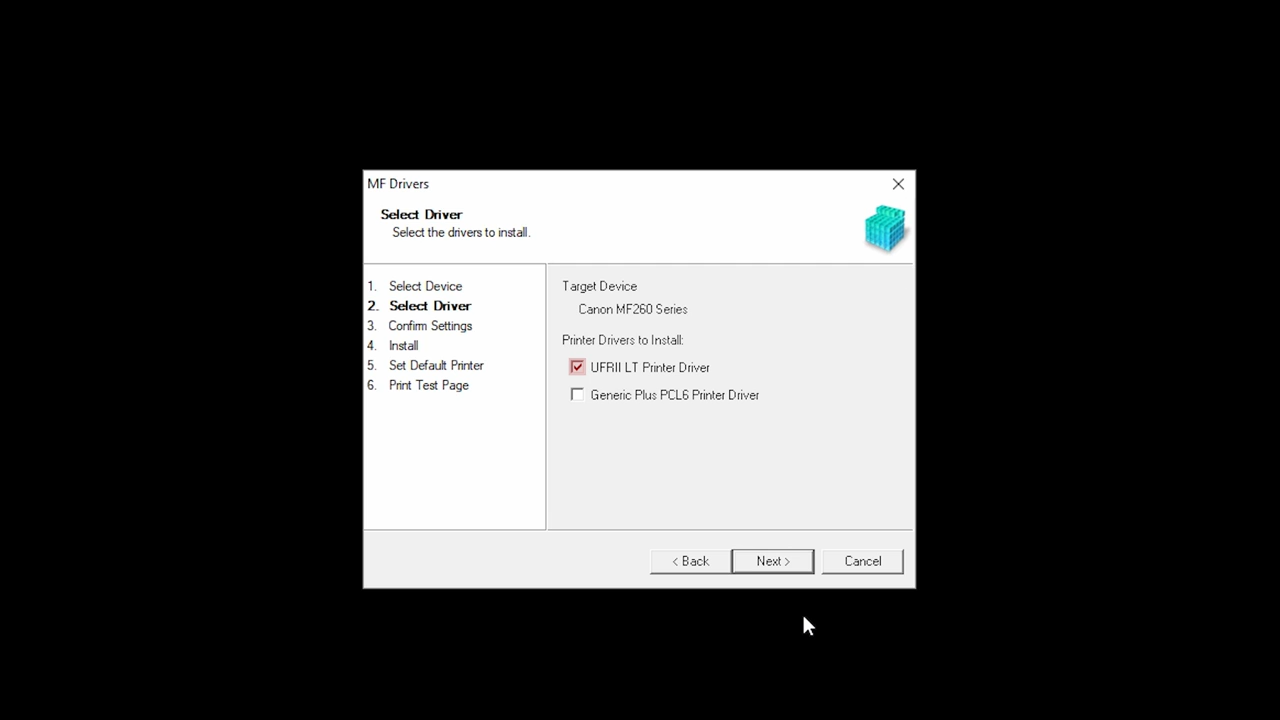 MF Drivers
Select Driver
Select the drivers to install.
1. Select Device
2. Select Driver
3. Confirm Settings
4. Install
5. Set Default Printer
6. Print Test Page
Target Device
Canon MF260 Series
Printer Drivers to Install:
UFRII LT Printer Driver
Generic Plus PCL6 Printer Driver
< Back
Next >
Cancel